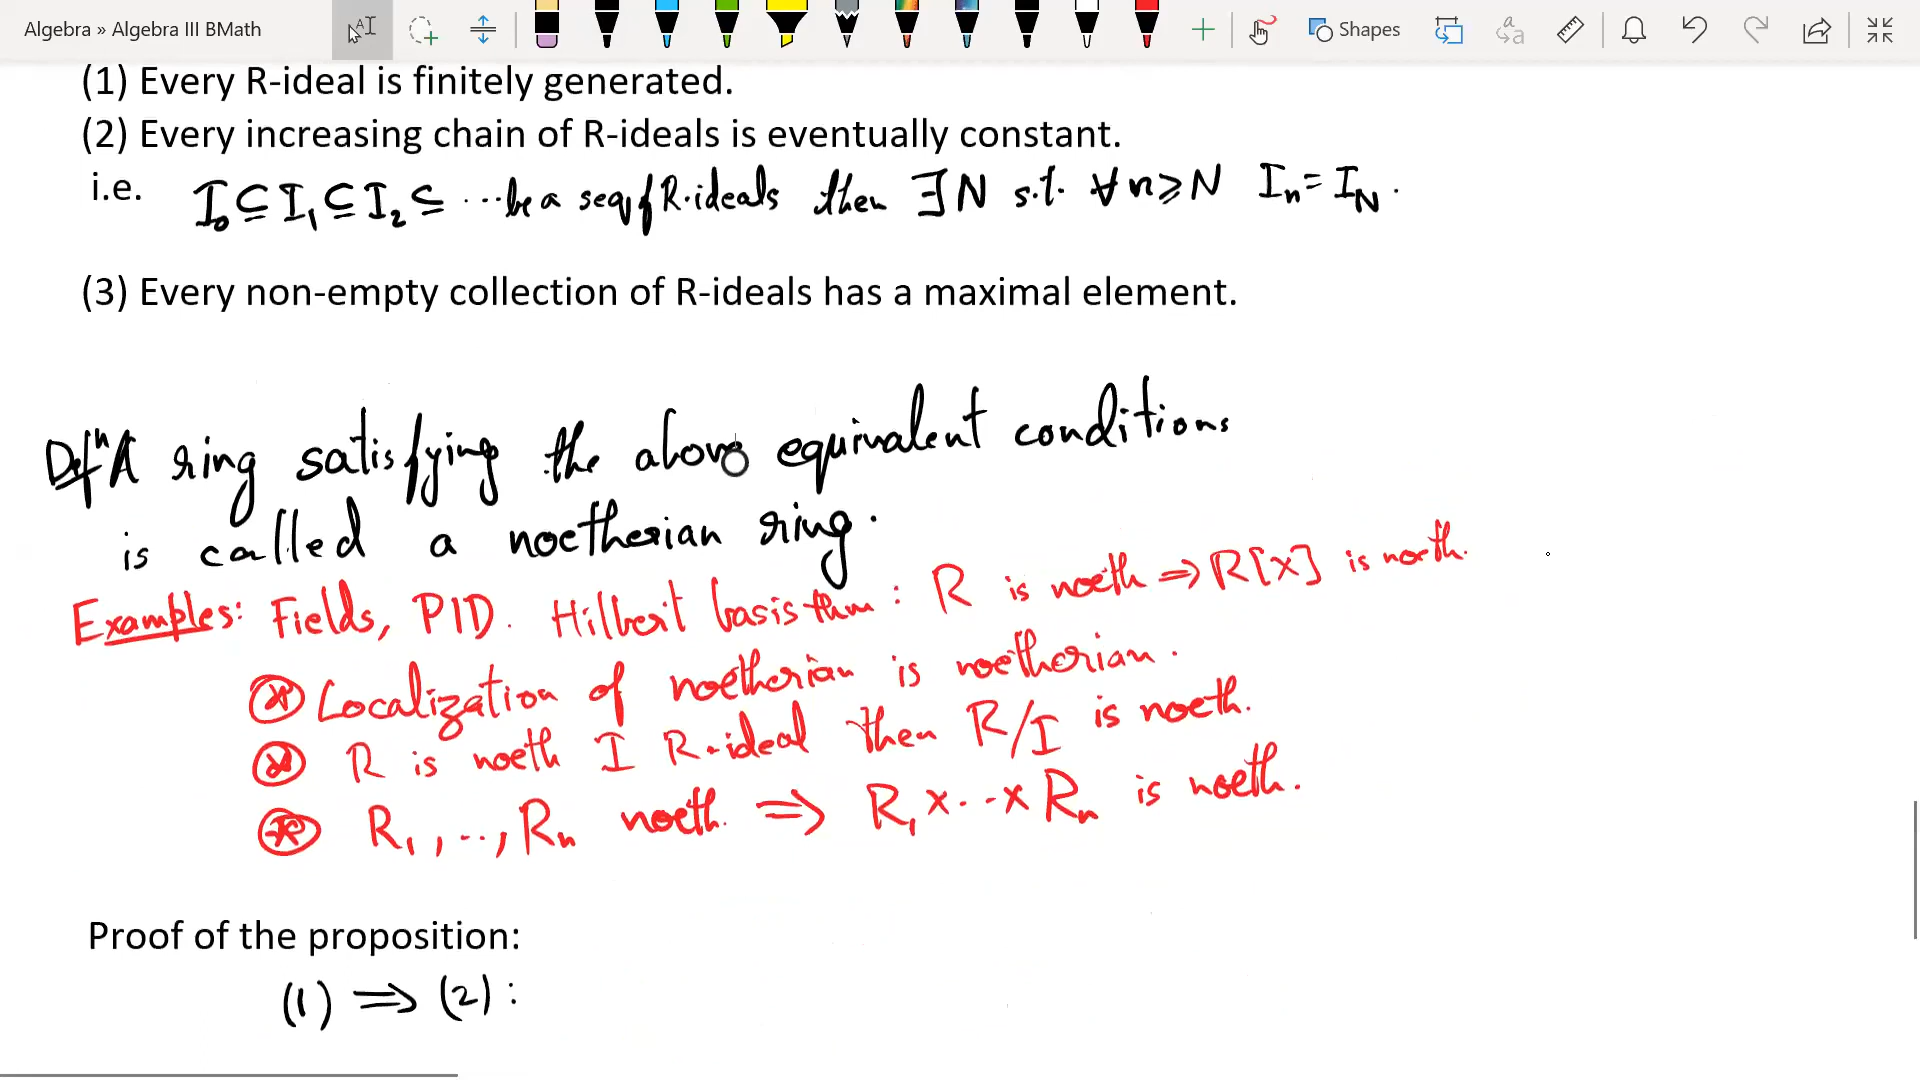 Algebra » Algebra III BMath
Shapes
(1) Every R-ideal is finitely generated.
(2) Every increasing chain of R-ideals is eventually constant.
i.e. I₀ ⊆ I₁ ⊆ I₂ ⊆ ... be a seq of R-ideals then ∃ N s.t. ∀ n ≥ N Iₙ = I_N .
(3) Every non-empty collection of R-ideals has a maximal element.
Defⁿ A ring satisfying the above equivalent conditions
is called a noetherian ring.
Examples: Fields, PID. Hilbert basis thm : R is noeth ⇒ R[X] is noeth.
⊛ Localization of noetherian is noetherian.
⊛ R is noeth I R-ideal then R/I is noeth.
⊛ R₁, .., Rₙ noeth. ⇒ R₁ × ... × Rₙ is noeth.
Proof of the proposition:
(1) ⇒ (2) :